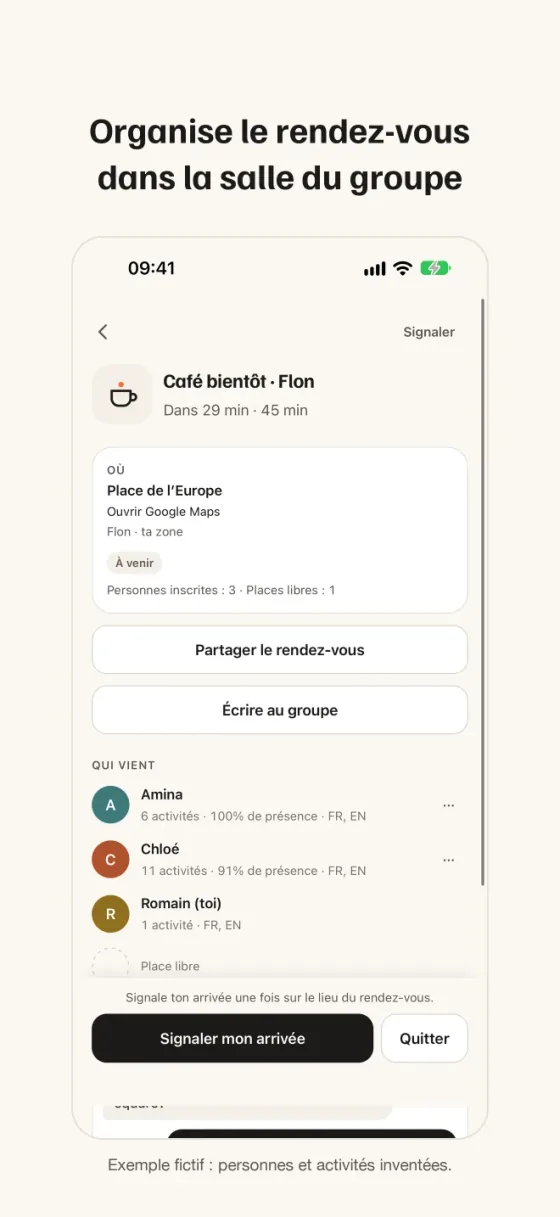 Organise le rendez-vous
dans la salle du groupe
09:41
Signaler
Café bientôt · Flon
Dans 29 min · 45 min
OÙ
Place de l’Europe
Ouvrir Google Maps
Flon · ta zone
À venir
Personnes inscrites : 3 · Places libres : 1
Partager le rendez-vous
Écrire au groupe
QUI VIENT
A
Amina
6 activités · 100% de présence · FR, EN
C
Chloé
11 activités · 91% de présence · FR, EN
R
Romain (toi)
1 activité · FR, EN
Place libre
Signale ton arrivée une fois sur le lieu du rendez-vous.
Signaler mon arrivée
Quitter
Exemple fictif : personnes et activités inventées.